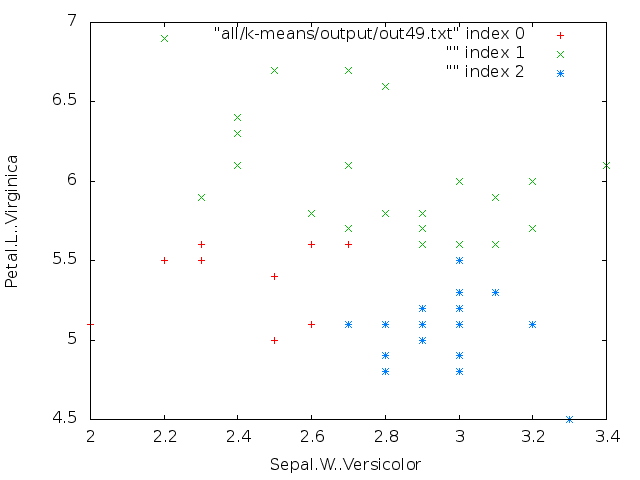 "all/k-means/output/out49.txt" index 0
"" index 1
"" index 2
7
6.5
6
5.5
5
4.5
2 2.2 2.4 2.6 2.8 3 3.2 3.4
Petal.L..Virginica
Sepal.W..Versicolor